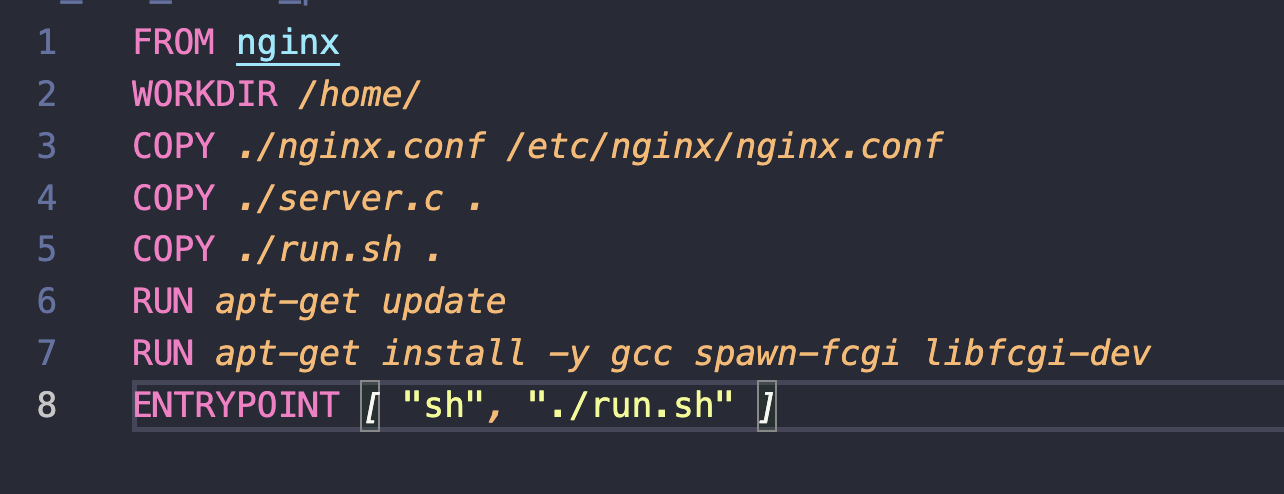 1 FROM nginx
2 WORKDIR /home/
3 COPY ./nginx.conf /etc/nginx/nginx.conf
4 COPY ./server.c .
5 COPY ./run.sh .
6 RUN apt-get update
7 RUN apt-get install -y gcc spawn-fcgi libfcgi-dev
8 ENTRYPOINT [ "sh", "./run.sh" ]